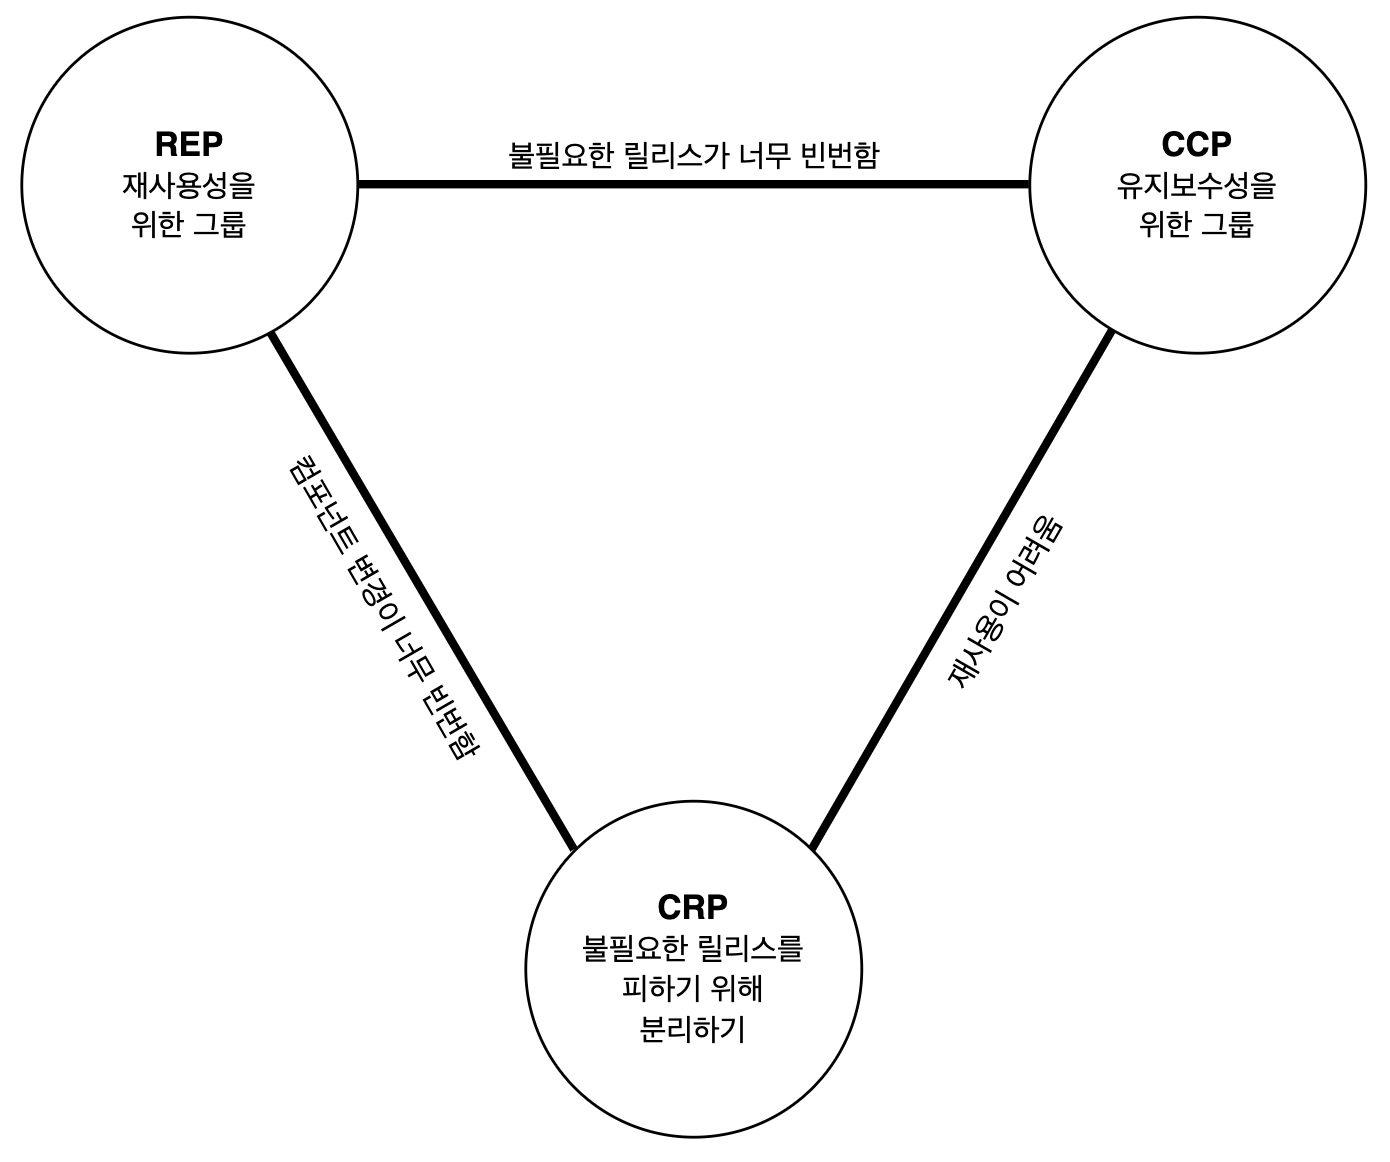 REP
재사용성을
위한 그룹
불필요한 릴리스가 너무 빈번함
CCP
유지보수성을
위한 그룹
컴포넌트 변경이 너무 빈번함
재사용이 어려움
CRP
불필요한 릴리스를
피하기 위해
분리하기